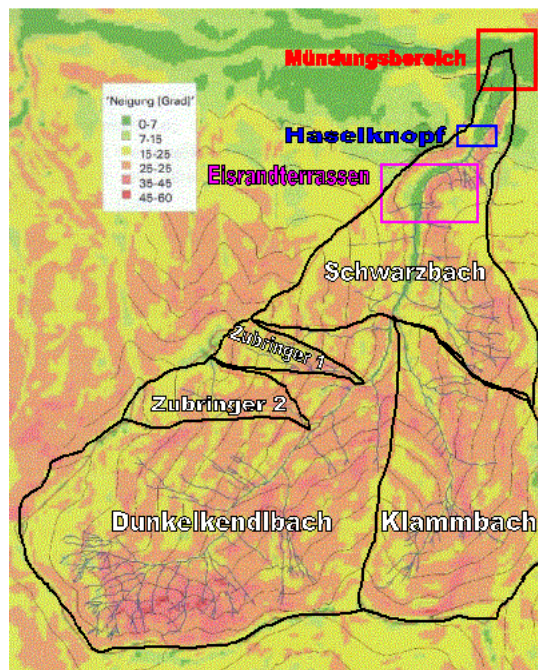 Mündungsbereich
'Neigung (Grad)'
0-7
7-15
15-25
25-25
35-45
45-60
Haselknopf
Eisrandterrassen
Schwarzbach
Zubringer 1
Zubringer 2
Dunkelkendlbach
Klammbach